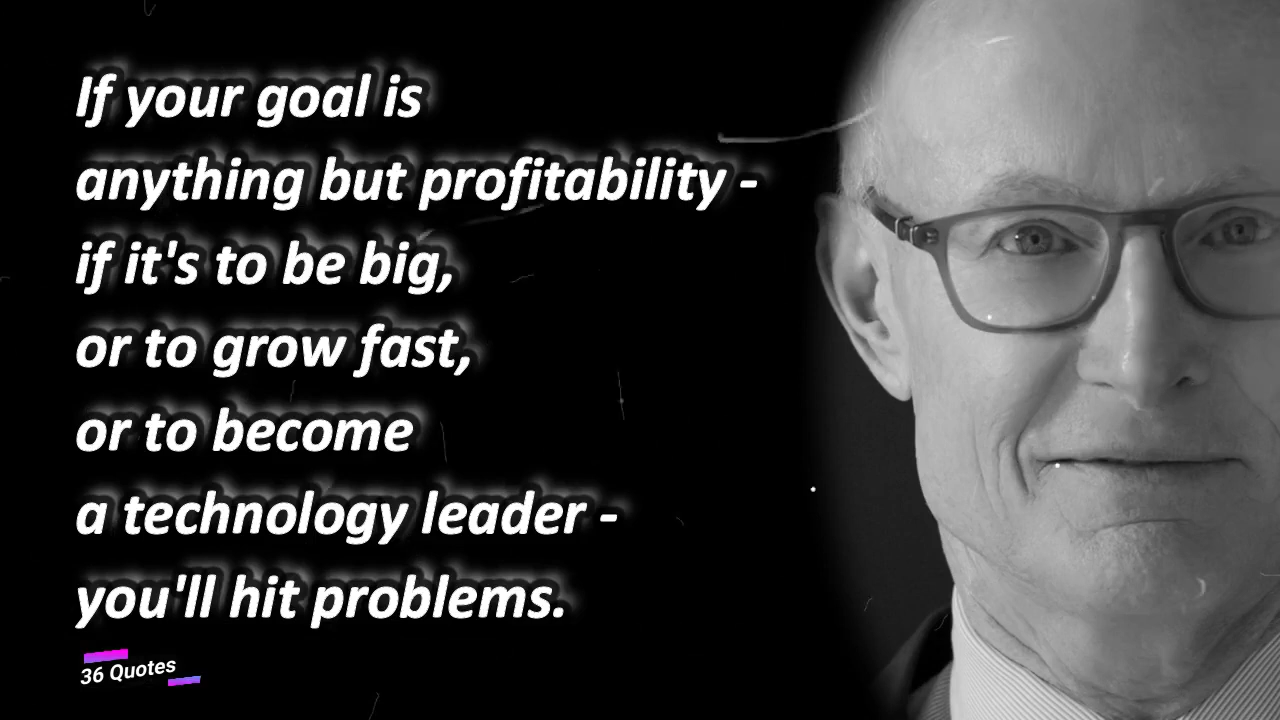 If your goal is
anything but profitability -
if it's to be big,
or to grow fast,
or to become
a technology leader -
you'll hit problems.
36 Quotes